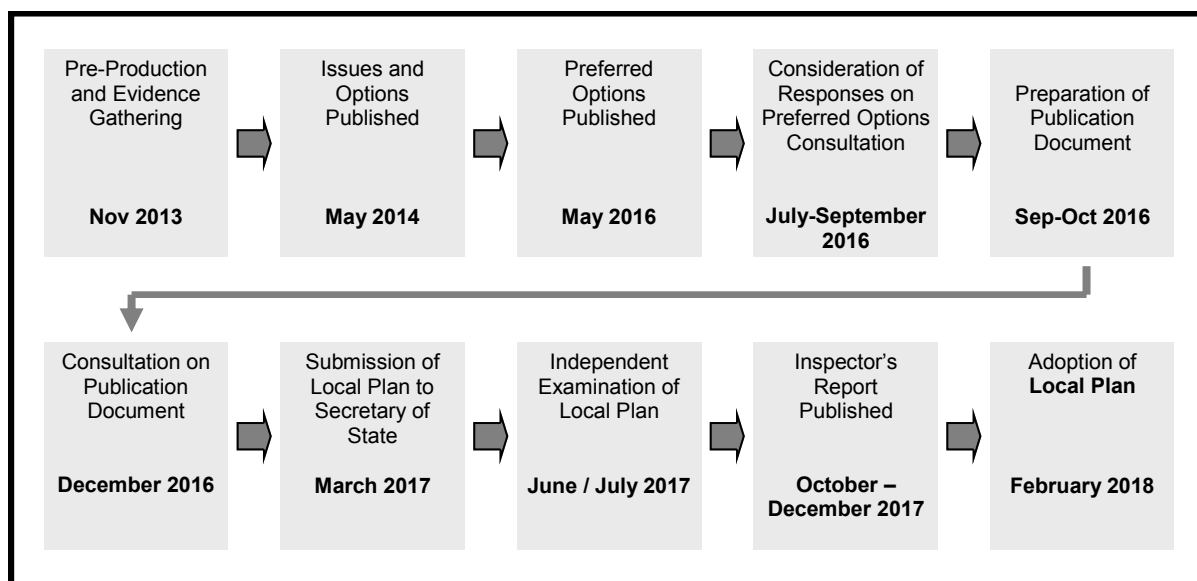 Pre-Production
and Evidence
Gathering
Nov 2013
Issues and
Options
Published
May 2014
Preferred
Options
Published
May 2016
Consideration of
Responses on
Preferred Options
Consultation
July-September
2016
Preparation of
Publication
Document
Sep-Oct 2016
Consultation on
Publication
Document
December 2016
Submission of
Local Plan to
Secretary of
State
March 2017
Independent
Examination of
Local Plan
June / July 2017
Inspector’s
Report
Published
October –
December 2017
Adoption of
Local Plan
February 2018